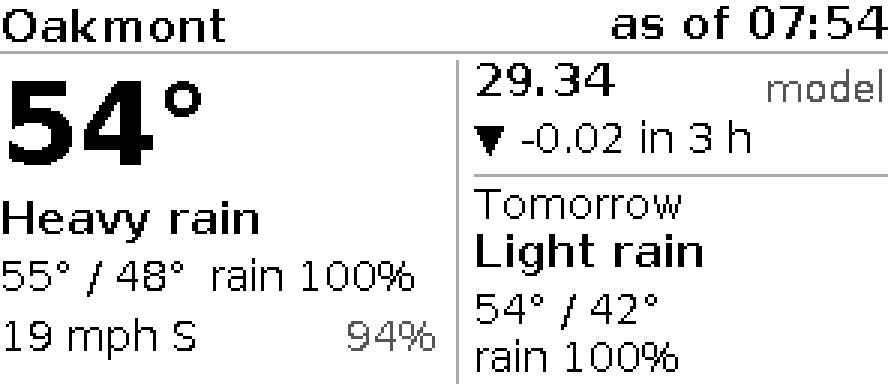 Oakmont as of 07:54
54°
Heavy rain
55° / 48° rain 100%
19 mph S 94%
29.34 model
▼ -0.02 in 3 h
Tomorrow
Light rain
54° / 42°
rain 100%